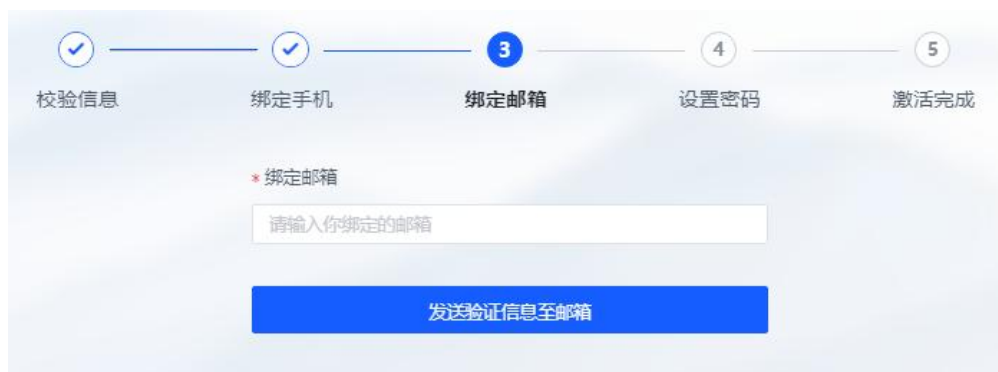 3 4 5
校验信息 绑定手机 绑定邮箱 设置密码 激活完成
* 绑定邮箱
请输入你绑定的邮箱
发送验证信息至邮箱